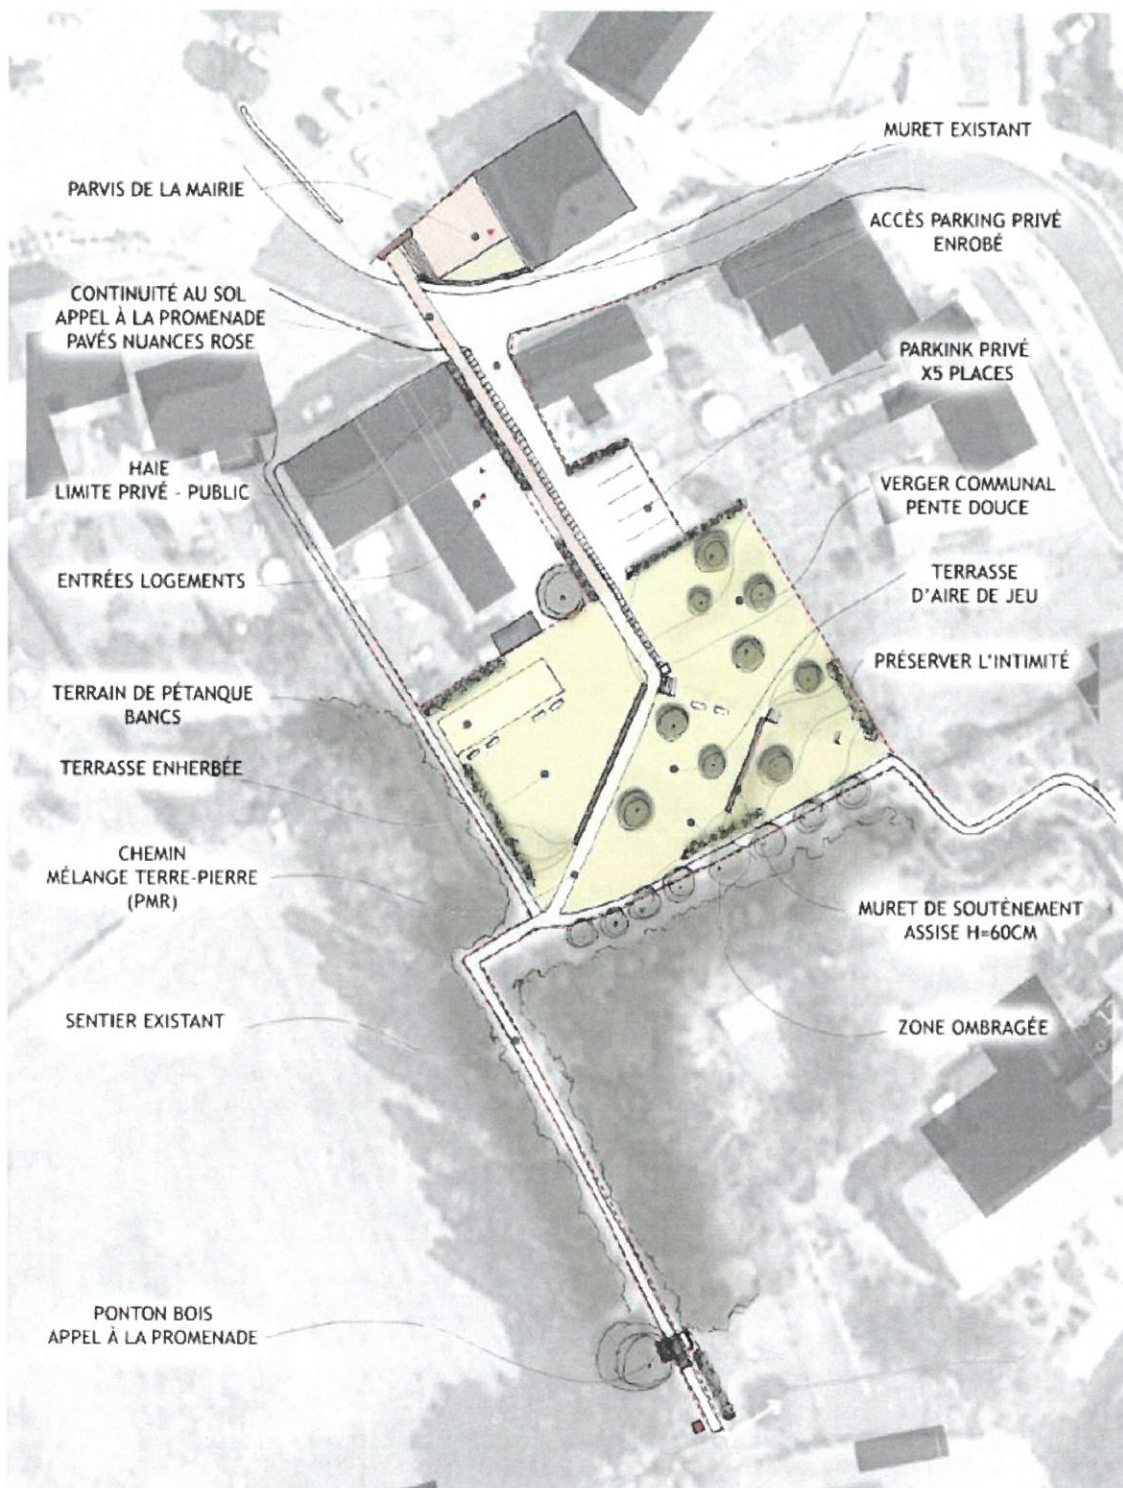 MURET EXISTANT
PARVIS DE LA MAIRIE
ACCÈS PARKING PRIVÉ
ENROBÉ
CONTINUITÉ AU SOL
APPEL À LA PROMENADE
PAVÉS NUANCES ROSE
PARKINK PRIVÉ
X5 PLACES
HAIE
LIMITE PRIVÉ - PUBLIC
VERGER COMMUNAL
PENTE DOUCE
ENTRÉES LOGEMENTS
TERRASSE
D'AIRE DE JEU
PRÉSERVER L'INTIMITÉ
TERRAIN DE PÉTANQUE
BANCS
TERRASSE ENHERBÉE
CHEMIN
MÉLANGE TERRE-PIERRE
(PMR)
MURET DE SOUTÈNEMENT
ASSISE H=60CM
SENTIER EXISTANT
ZONE OMBRAGÉE
PONTON BOIS
APPEL À LA PROMENADE